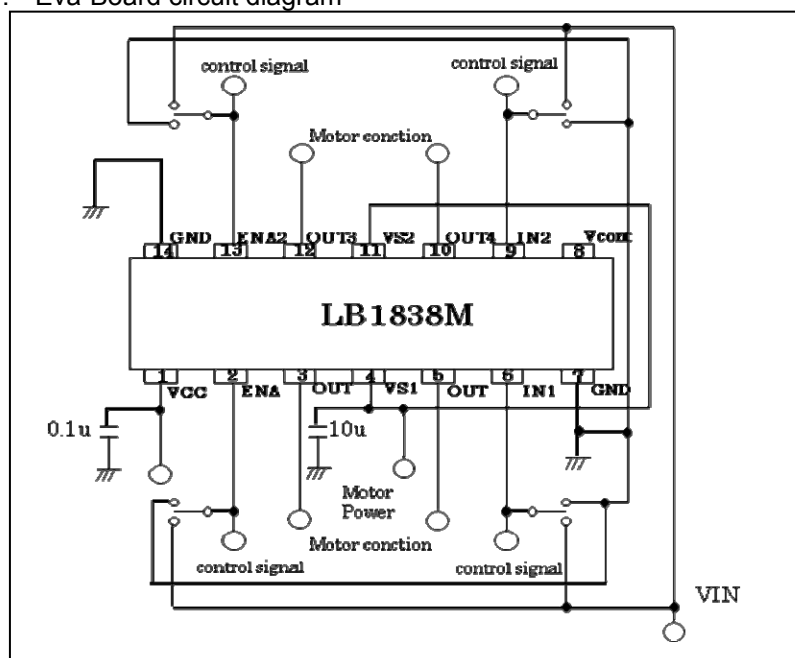 . Eva-Board circuit diagram
control signal control signal
Motor conction
GND ENA2 OUT3 VS2 OUT4 IN2 Vcont
14 13 12 11 10 9 8
LB1838M
1 2 3 4 5 6 7
VCC ENA OUT VS1 OUT IN1 GND
0.1u 10u
Motor
Power
Motor conction
control signal control signal
VIN